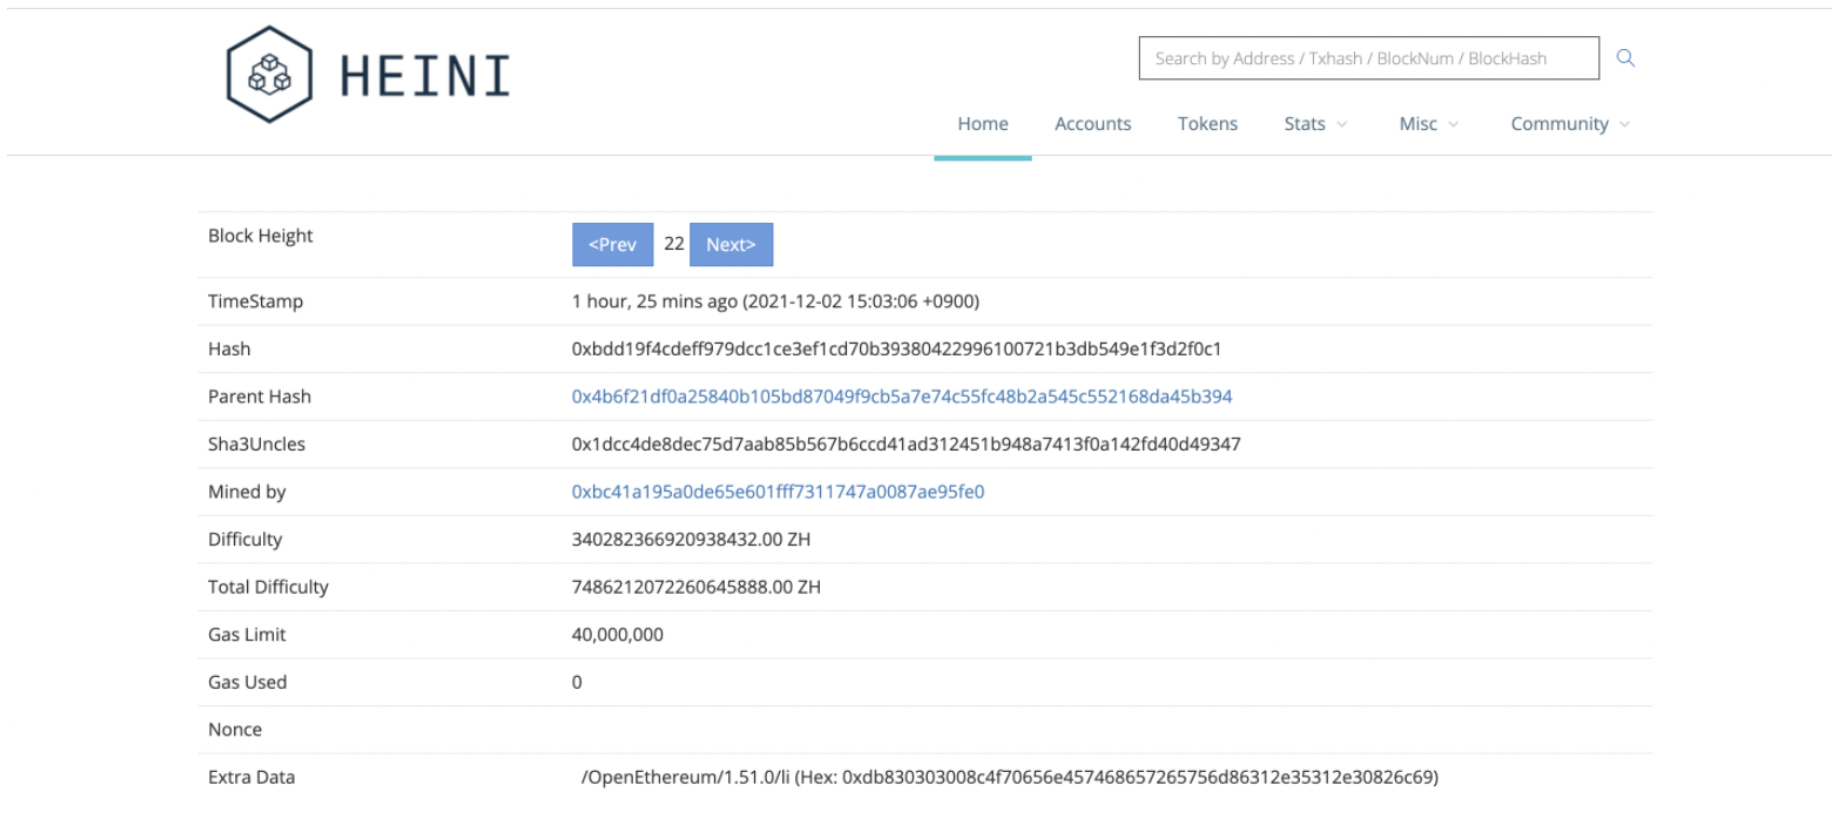 HEINI
Search by Address / Txhash / BlockNum / BlockHash
Home Accounts Tokens Stats Misc Community
Block Height <Prev 22 Next>
TimeStamp 1 hour, 25 mins ago (2021-12-02 15:03:06 +0900)
Hash 0xbdd19f4cdeff979dcc1ce3ef1cd70b39380422996100721b3db549e1f3d2f0c1
Parent Hash 0x4b6f21df0a25840b105bd87049f9cb5a7e74c55fc48b2a545c552168da45b394
Sha3Uncles 0x1dcc4de8dec75d7aab85b567b6ccd41ad312451b948a7413f0a142fd40d49347
Mined by 0xbc41a195a0de65e601fff7311747a0087ae95fe0
Difficulty 340282366920938432.00 ZH
Total Difficulty 7486212072260645888.00 ZH
Gas Limit 40,000,000
Gas Used 0
Nonce
Extra Data /OpenEthereum/1.51.0/li (Hex: 0xdb830303008c4f70656e457468657265756d86312e35312e30826c69)